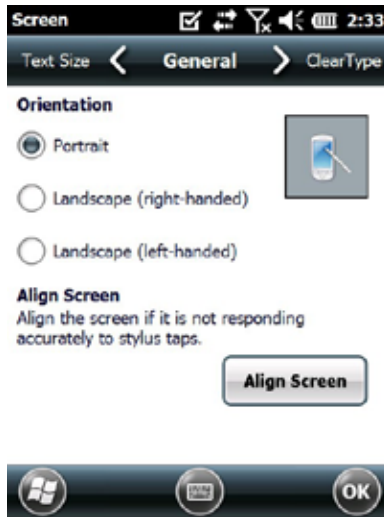 Screen 2:33
Text Size General ClearType
Orientation
Portrait
Landscape (right-handed)
Landscape (left-handed)
Align Screen
Align the screen if it is not responding
accurately to stylus taps.
Align Screen
OK